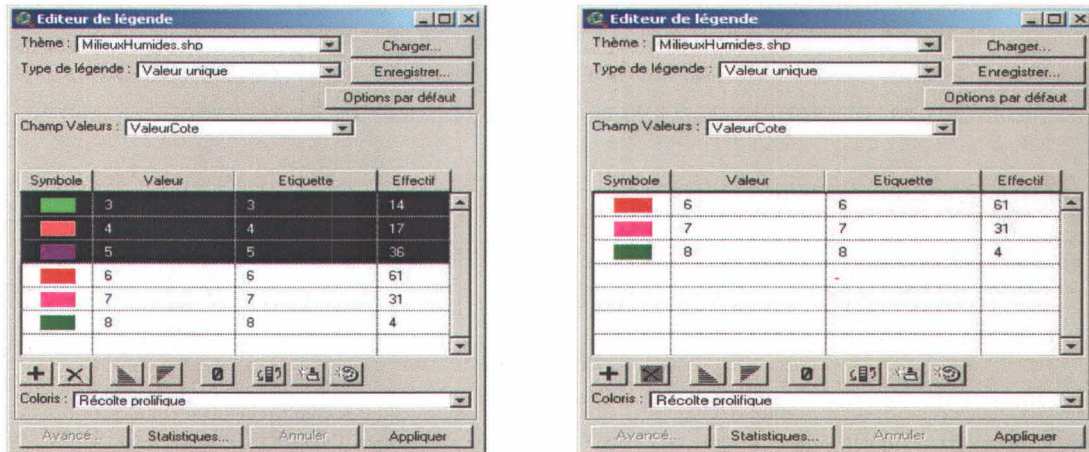 Editeur de légende
Thème : MilieuxHumides.shp Charger...
Type de légende : Valeur unique Enregistrer...
Options par défaut
Champ Valeurs : ValeurCote
Symbole Valeur Etiquette Effectif
3 3 14
4 4 17
5 5 36
6 6 61
7 7 31
8 8 4
Coloris : Récolte prolifique
Avancé... Statistiques... Annuler Appliquer
Editeur de légende
Thème : MilieuxHumides.shp Charger...
Type de légende : Valeur unique Enregistrer...
Options par défaut
Champ Valeurs : ValeurCote
Symbole Valeur Etiquette Effectif
6 6 61
7 7 31
8 8 4
Coloris : Récolte prolifique
Avancé... Statistiques... Annuler Appliquer